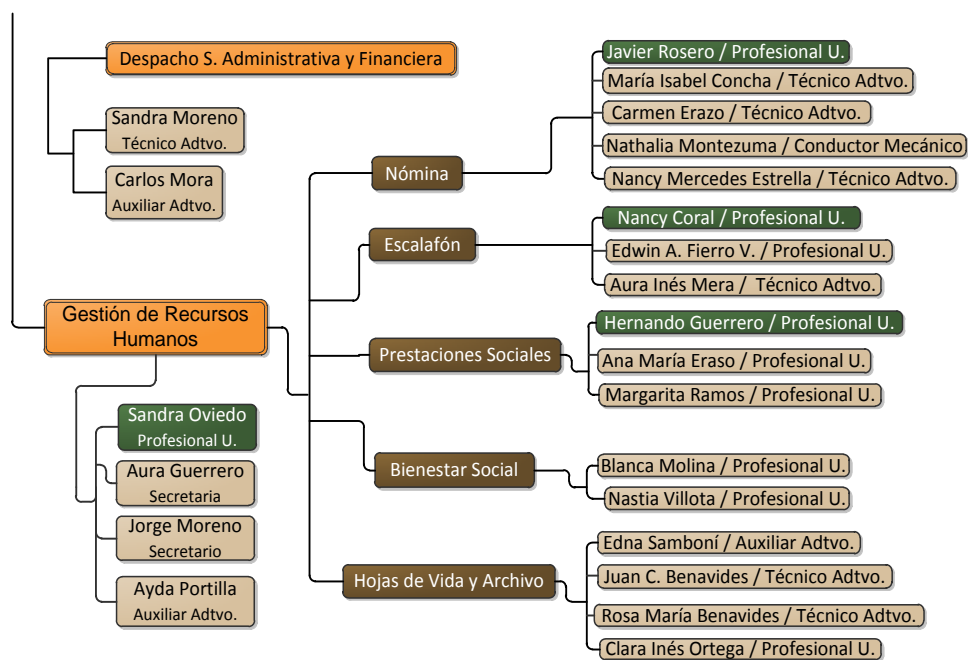 Despacho S. Administrativa y Financiera
Sandra Moreno
Técnico Adtvo.
Carlos Mora
Auxiliar Adtvo.
Gestión de Recursos
Humanos
Sandra Oviedo
Profesional U.
Aura Guerrero
Secretaria
Jorge Moreno
Secretario
Ayda Portilla
Auxiliar Adtvo.
Nómina
Javier Rosero / Profesional U.
María Isabel Concha / Técnico Adtvo.
Carmen Erazo / Técnico Adtvo.
Nathalia Montezuma / Conductor Mecánico
Nancy Mercedes Estrella / Técnico Adtvo.
Escalafón
Nancy Coral / Profesional U.
Edwin A. Fierro V. / Profesional U.
Aura Inés Mera / Técnico Adtvo.
Prestaciones Sociales
Hernando Guerrero / Profesional U.
Ana María Eraso / Profesional U.
Margarita Ramos / Profesional U.
Bienestar Social
Blanca Molina / Profesional U.
Nastia Villota / Profesional U.
Hojas de Vida y Archivo
Edna Samboní / Auxiliar Adtvo.
Juan C. Benavides / Técnico Adtvo.
Rosa María Benavides / Técnico Adtvo.
Clara Inés Ortega / Profesional U.